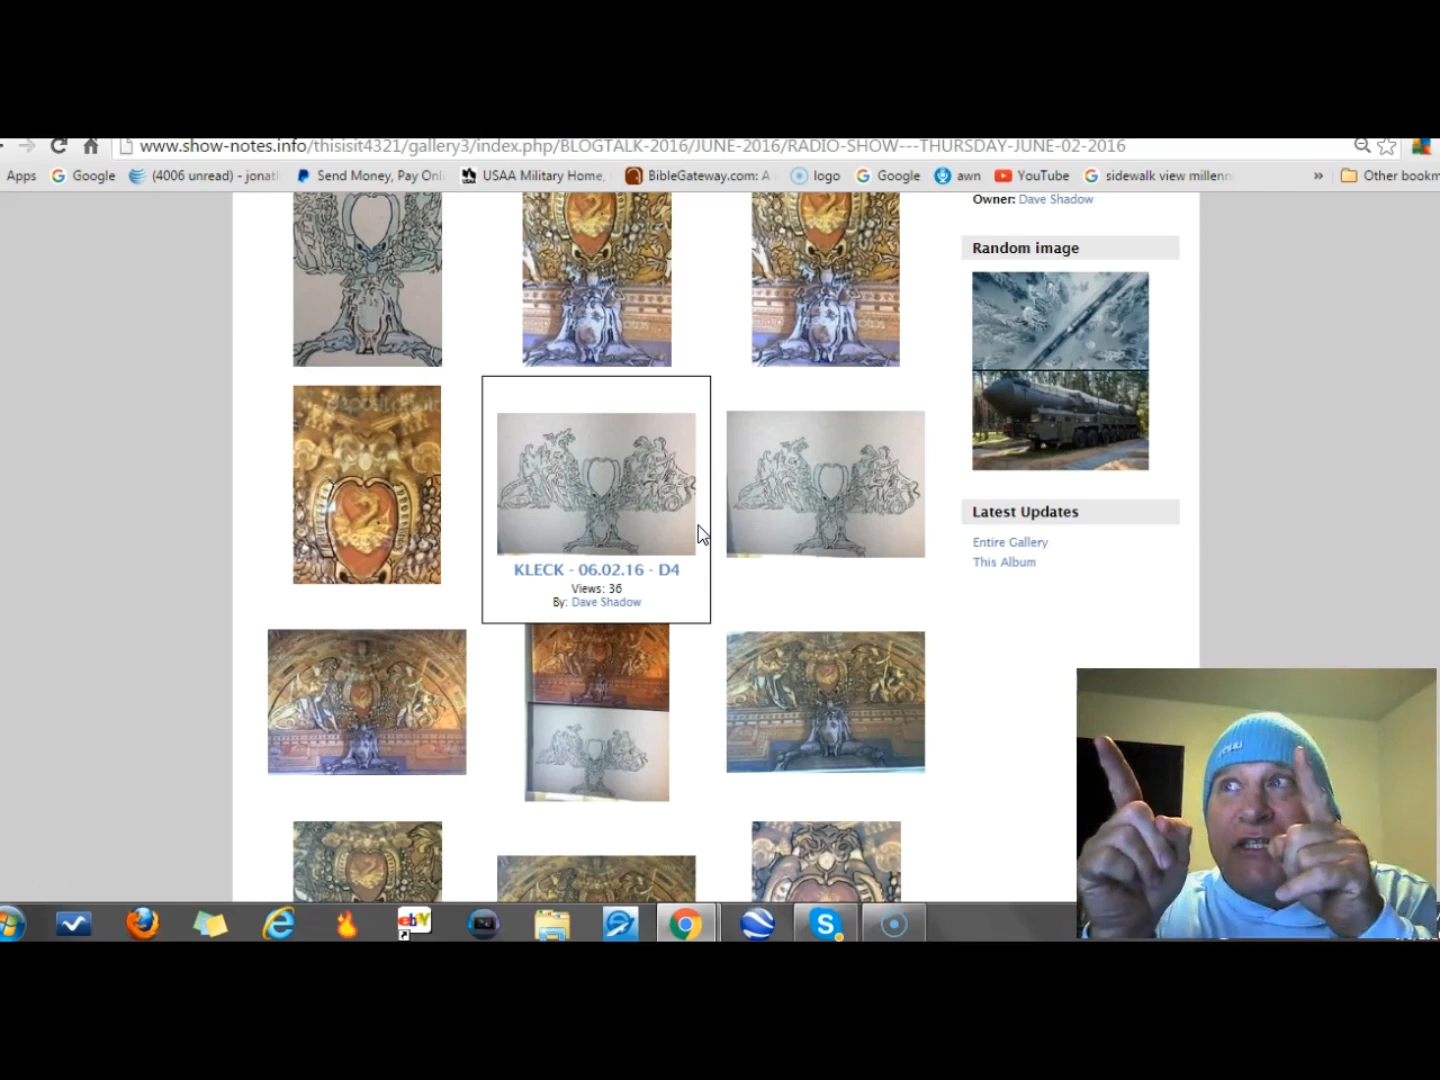 www.show-notes.info/thisisit4321/gallery3/index.php/BLOGTALK-2016/JUNE-2016/RADIO-SHOW---THURSDAY-JUNE-02-2016
Apps Google (4006 unread) - jonat Send Money, Pay Onl USAA Military Home, BibleGateway.com: A logo Google awn YouTube sidewalk view millenn » Other bookm
Owner: Dave Shadow
Random image
KLECK - 06.02.16 - D4
Views: 36
By: Dave Shadow
Latest Updates
Entire Gallery
This Album
ebY